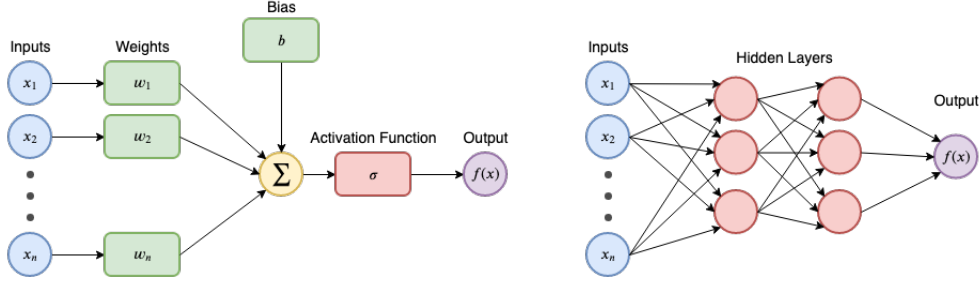 Bias
b
Inputs
Weights
x₁
w₁
x₂
w₂
Activation Function
Output
Σ
σ
f(x)
xₙ
wₙ
Inputs
Hidden Layers
x₁
x₂
Output
f(x)
xₙ